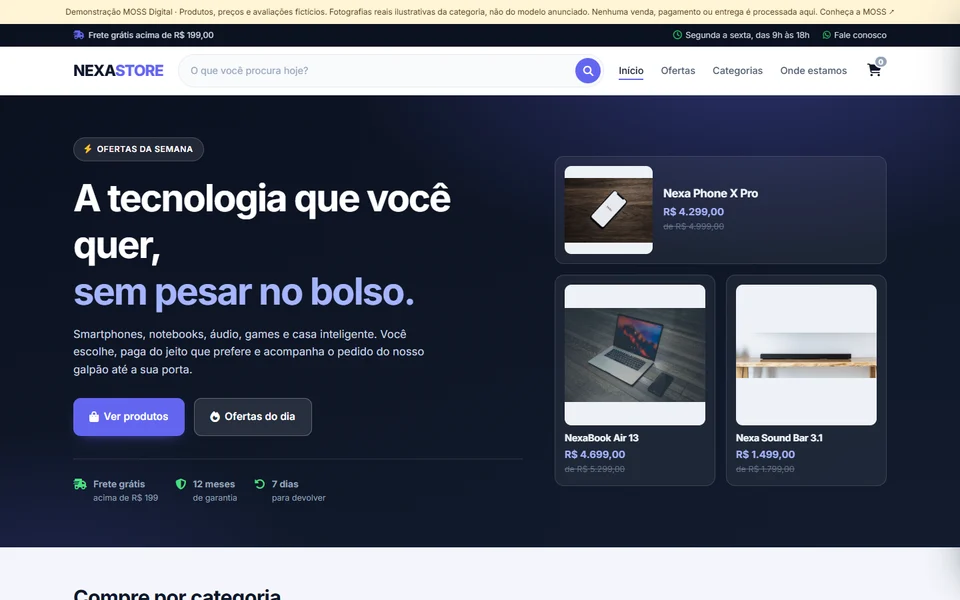 Demonstração MOSS Digital · Produtos, preços e avaliações fictícios. Fotografias reais ilustrativas da categoria, não do modelo anunciado. Nenhuma venda, pagamento ou entrega é processada aqui. Conheça a MOSS ↗
Frete grátis acima de R$ 199,00
Segunda a sexta, das 9h às 18h
Fale conosco
NEXASTORE
O que você procura hoje?
Início
Ofertas
Categorias
Onde estamos
0
OFERTAS DA SEMANA
A tecnologia que você
quer,
sem pesar no bolso.
Smartphones, notebooks, áudio, games e casa inteligente. Você
escolhe, paga do jeito que prefere e acompanha o pedido do nosso
galpão até a sua porta.
Ver produtos
Ofertas do dia
Frete grátis
acima de R$ 199
12 meses
de garantia
7 dias
para devolver
Nexa Phone X Pro
R$ 4.299,00
de R$ 4.999,00
NexaBook Air 13
R$ 4.699,00
de R$ 5.299,00
Nexa Sound Bar 3.1
R$ 1.499,00
de R$ 1.799,00
Compre por categoria